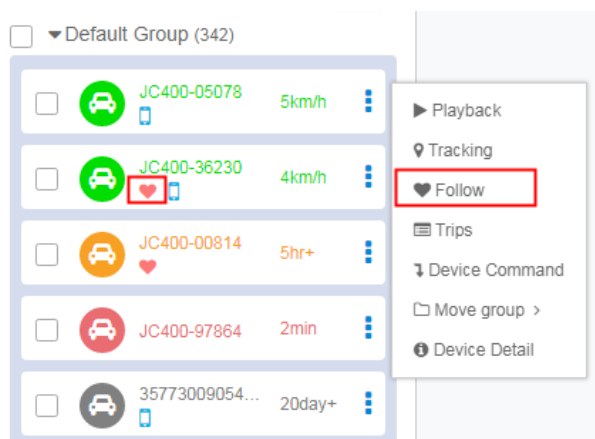 Default Group (342)
JC400-05078 5km/h
JC400-36230 4km/h
JC400-00814 5hr+
JC400-97864 2min
35773009054... 20day+
Playback
Tracking
Follow
Trips
Device Command
Move group >
Device Detail